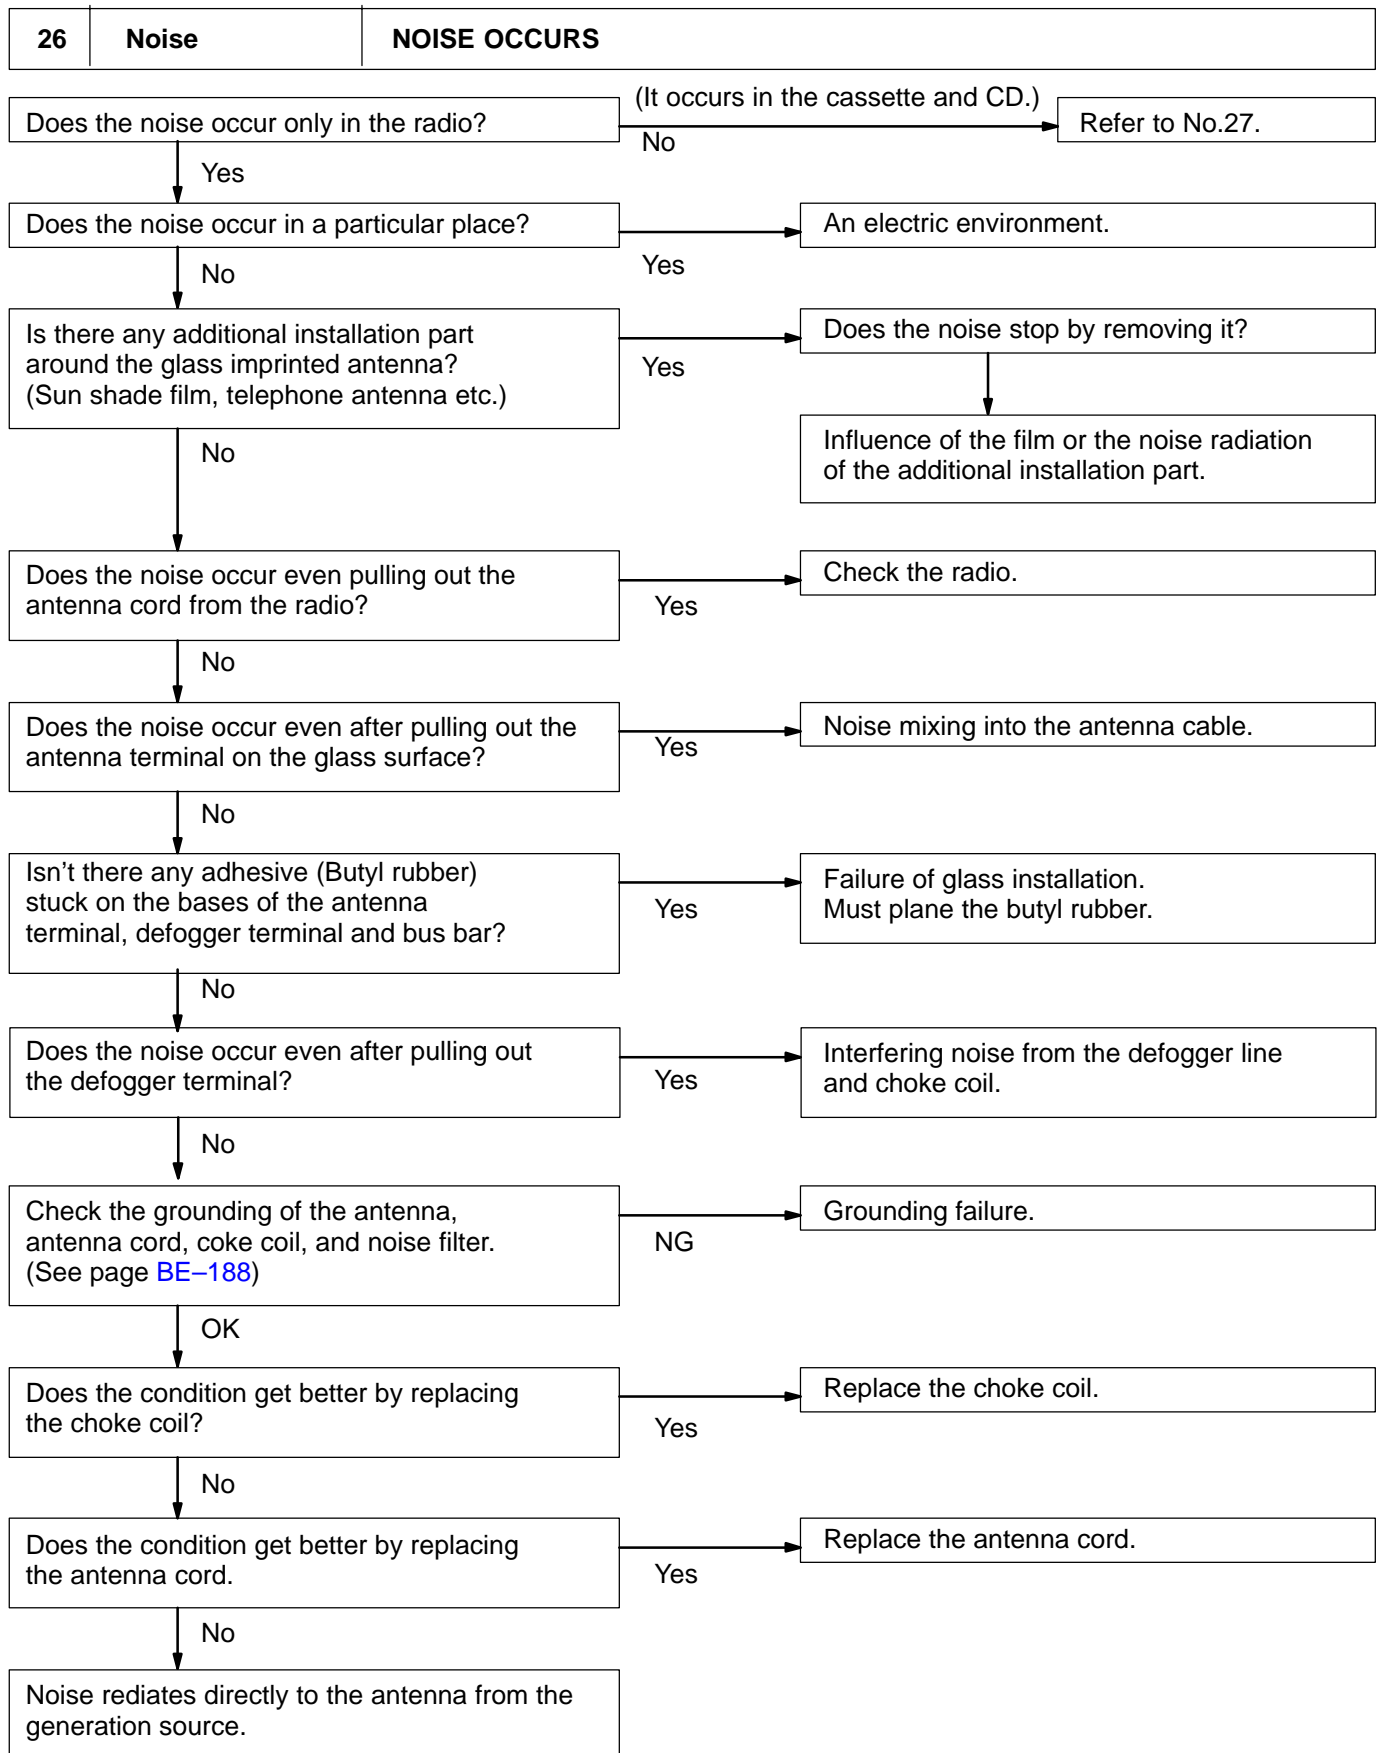 26 Noise NOISE OCCURS
Does the noise occur only in the radio?
(It occurs in the cassette and CD.)
No
Refer to No.27.
Yes
Does the noise occur in a particular place?
Yes
An electric environment.
No
Is there any additional installation part
around the glass imprinted antenna?
(Sun shade film, telephone antenna etc.)
Yes
Does the noise stop by removing it?
Influence of the film or the noise radiation
of the additional installation part.
No
Does the noise occur even pulling out the
antenna cord from the radio?
Yes
Check the radio.
No
Does the noise occur even after pulling out the
antenna terminal on the glass surface?
Yes
Noise mixing into the antenna cable.
No
Isn't there any adhesive (Butyl rubber)
stuck on the bases of the antenna
terminal, defogger terminal and bus bar?
Yes
Failure of glass installation.
Must plane the butyl rubber.
No
Does the noise occur even after pulling out
the defogger terminal?
Yes
Interfering noise from the defogger line
and choke coil.
No
Check the grounding of the antenna,
antenna cord, coke coil, and noise filter.
(See page BE–188)
NG
Grounding failure.
OK
Does the condition get better by replacing
the choke coil?
Yes
Replace the choke coil.
No
Does the condition get better by replacing
the antenna cord.
Yes
Replace the antenna cord.
No
Noise rediates directly to the antenna from the
generation source.